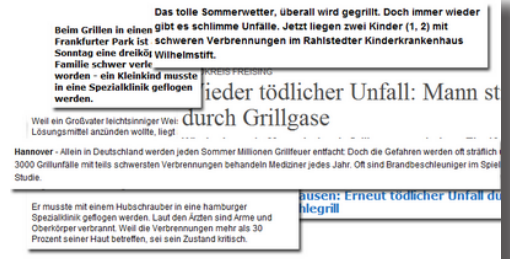 Das tolle Sommerwetter, überall wird gegrillt. Doch immer wieder
gibt es schlimme Unfälle. Jetzt liegen zwei Kinder (1, 2) mit
schweren Verbrennungen im Rahlstedter Kinderkrankenhaus
Wilhelmstift.
Beim Grillen in einem
Frankfurter Park ist
Sonntag eine
Familie schwer
worden - ein Kleinkind musste
in eine Spezialklinik geflogen
werden.
KREIS FREISING
ieder tödlicher Unfall: Mann st
durch Grillgase
Weil ein Großvater leichtsinniger
Lösungsmittel anzünden wollte, liegt
Hannover - Allein in Deutschland werden jeden Sommer Millionen Grillfeuer entfacht: Doch die Gefahren werden oft sträflich
3000 Grillunfälle mit teils schwersten Verbrennungen behandeln Mediziner jedes Jahr. Oft sind Brandbeschleuniger im Spiel
Studie.
ausen: Erneut tödlicher Unfall du
hlegrill
Er musste mit einem Hubschrauber in eine hamburger
Spezialklinik geflogen werden. Laut den Ärzten sind Arme und
Oberkörper verbrannt. Weil die Verbrennungen mehr als 30
Prozent seiner Haut betreffen, sei sein Zustand kritisch.